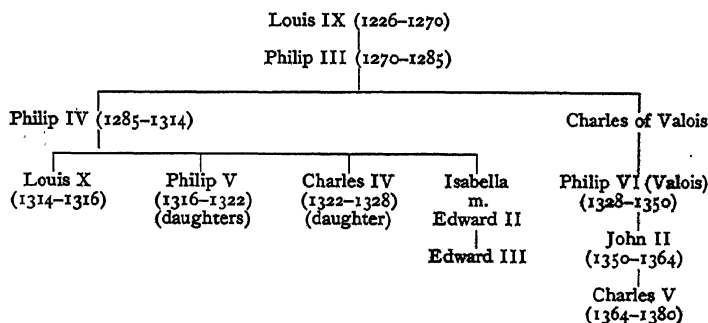 Louis IX (1226–1270)
Philip III (1270–1285)
Philip IV (1285–1314)
Charles of Valois
Louis X
(1314–1316)
Philip V
(1316–1322)
(daughters)
Charles IV
(1322–1328)
(daughter)
Isabella
m.
Edward II
Edward III
Philip VI (Valois)
(1328–1350)
John II
(1350–1364)
Charles V
(1364–1380)